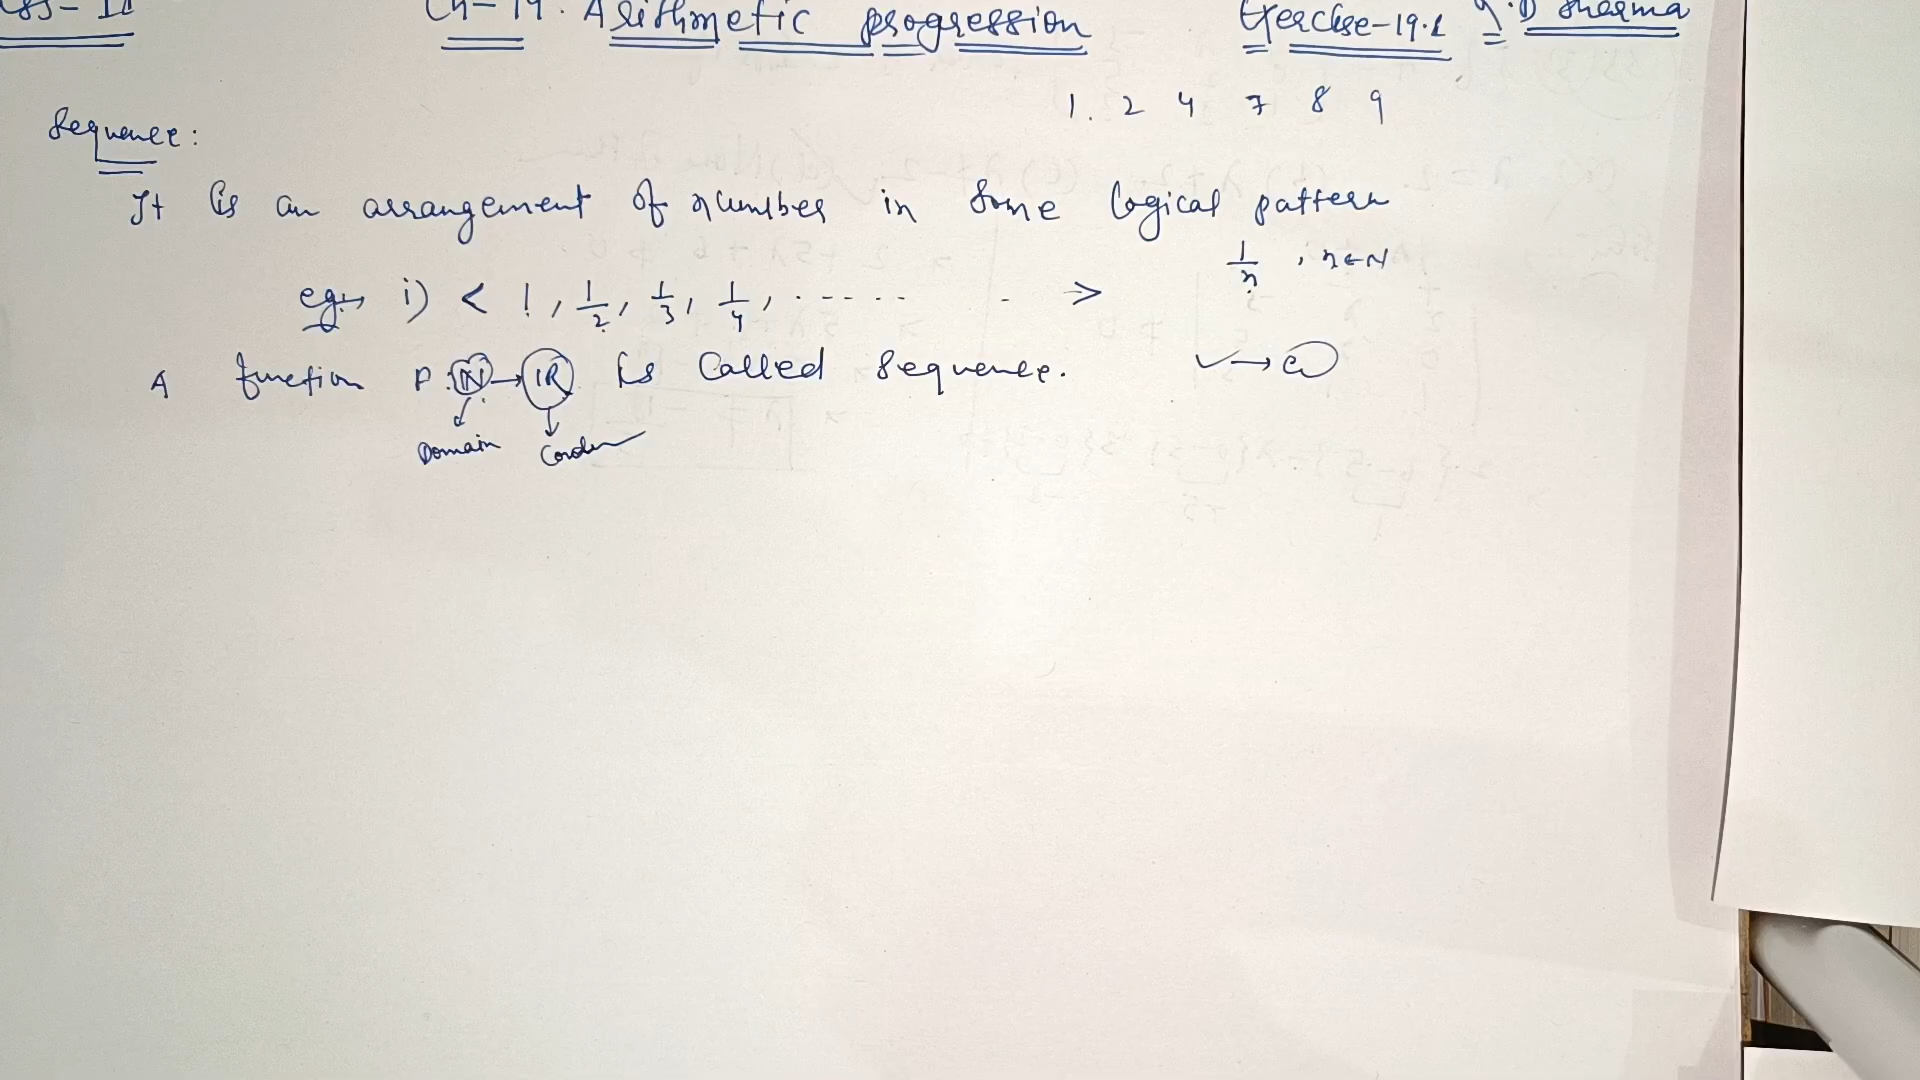 Ch-19. Arithmetic progression Exercise-19.1 R.D Sharma
1. 2 4 7 8 9
Sequence:
It is an arrangement of number in some logical pattern
1/n , n∈N
eg:→ i) < 1, 1/2, 1/3, 1/4, ........ >
A function F:N→IR is called sequence.
Domain